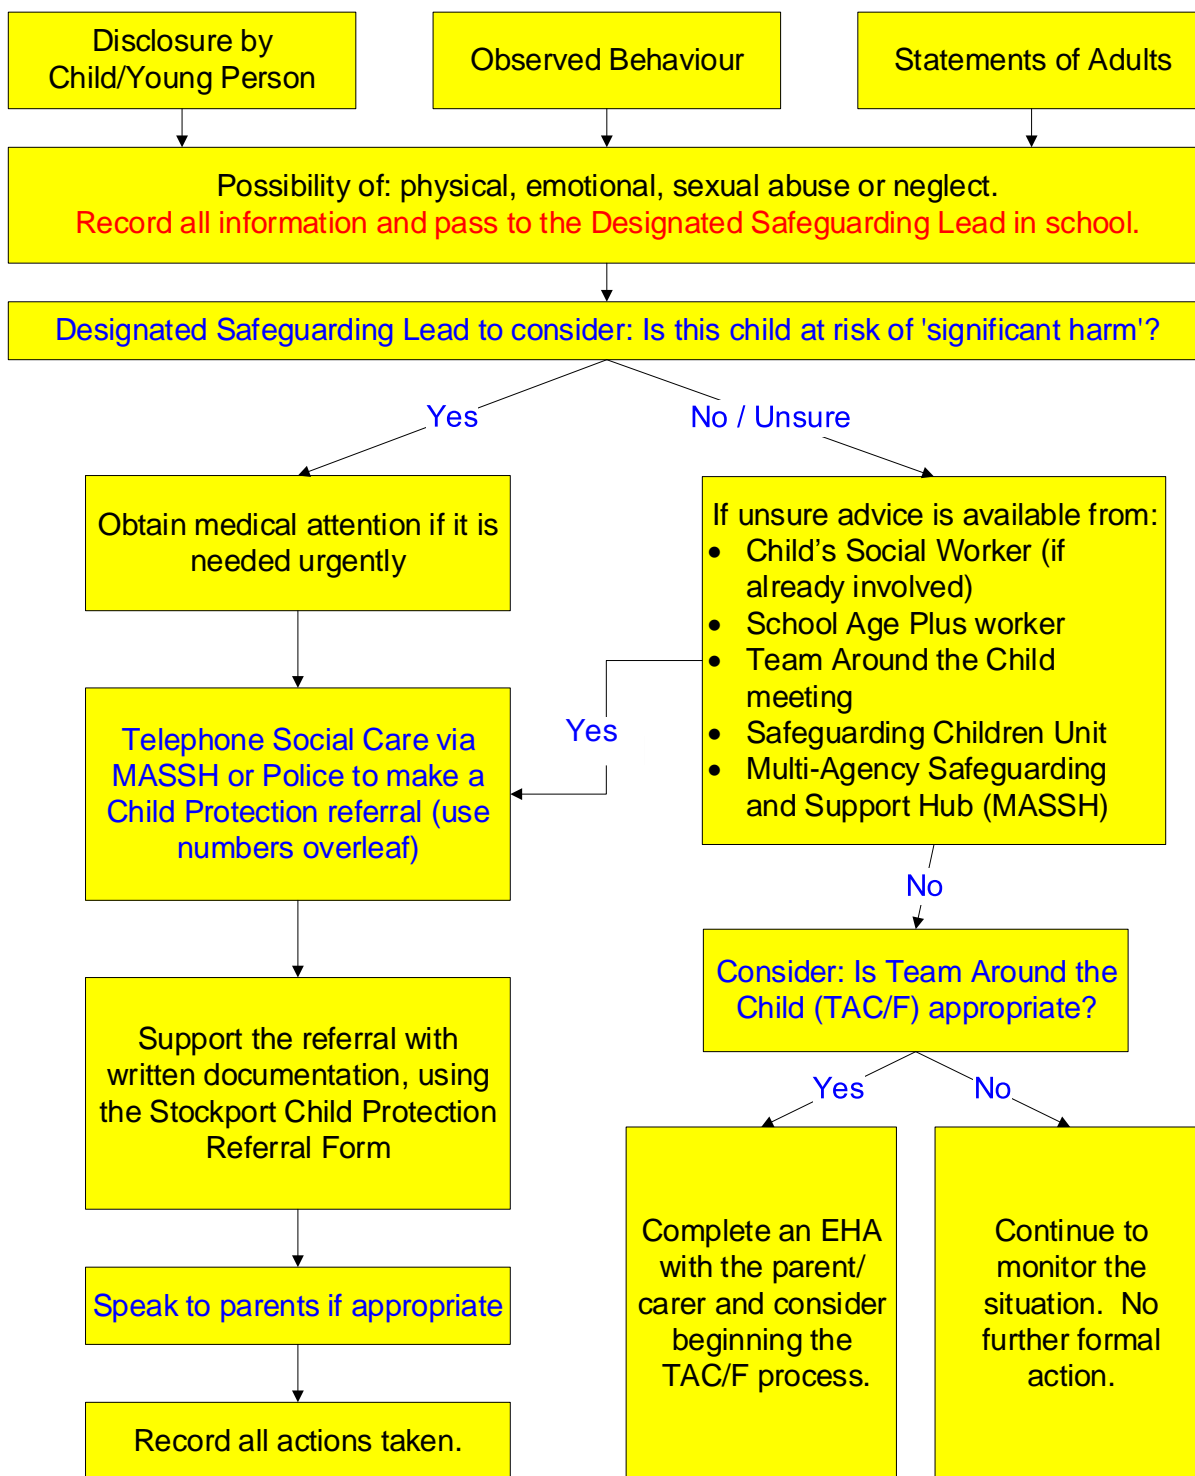 Disclosure by
Child/Young Person
Observed Behaviour
Statements of Adults
Possibility of: physical, emotional, sexual abuse or neglect.
Record all information and pass to the Designated Safeguarding Lead in school.
Designated Safeguarding Lead to consider: Is this child at risk of 'significant harm'?
Yes
No / Unsure
Obtain medical attention if it is
needed urgently
If unsure advice is available from:
• Child’s Social Worker (if
already involved)
• School Age Plus worker
• Team Around the Child
meeting
• Safeguarding Children Unit
• Multi-Agency Safeguarding
and Support Hub (MASSH)
Yes
Telephone Social Care via
MASSH or Police to make a
Child Protection referral (use
numbers overleaf)
No
Consider: Is Team Around the
Child (TAC/F) appropriate?
Support the referral with
written documentation, using
the Stockport Child Protection
Referral Form
Yes
No
Complete an EHA
with the parent/
carer and consider
beginning the
TAC/F process.
Continue to
monitor the
situation.  No
further formal
action.
Speak to parents if appropriate
Record all actions taken.